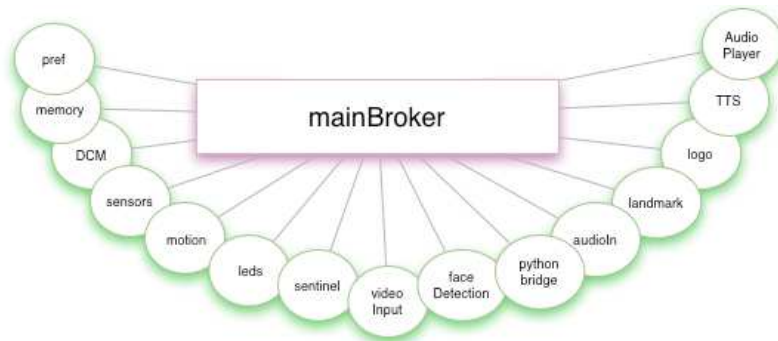 mainBroker
pref
memory
DCM
sensors
motion
leds
sentinel
video
Input
face
Detection
python
bridge
audioIn
landmark
logo
TTS
Audio
Player